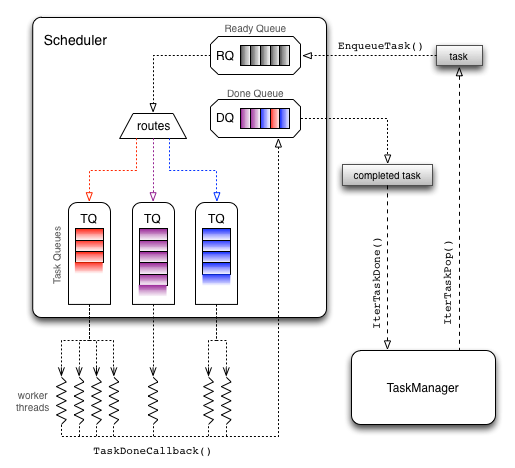 Scheduler
Ready Queue
RQ
EnqueueTask()
task
Done Queue
DQ
routes
completed task
TQ
TQ
TQ
Task Queues
IterTaskDone()
IterTaskPop()
TaskManager
worker
threads
TaskDoneCallback()